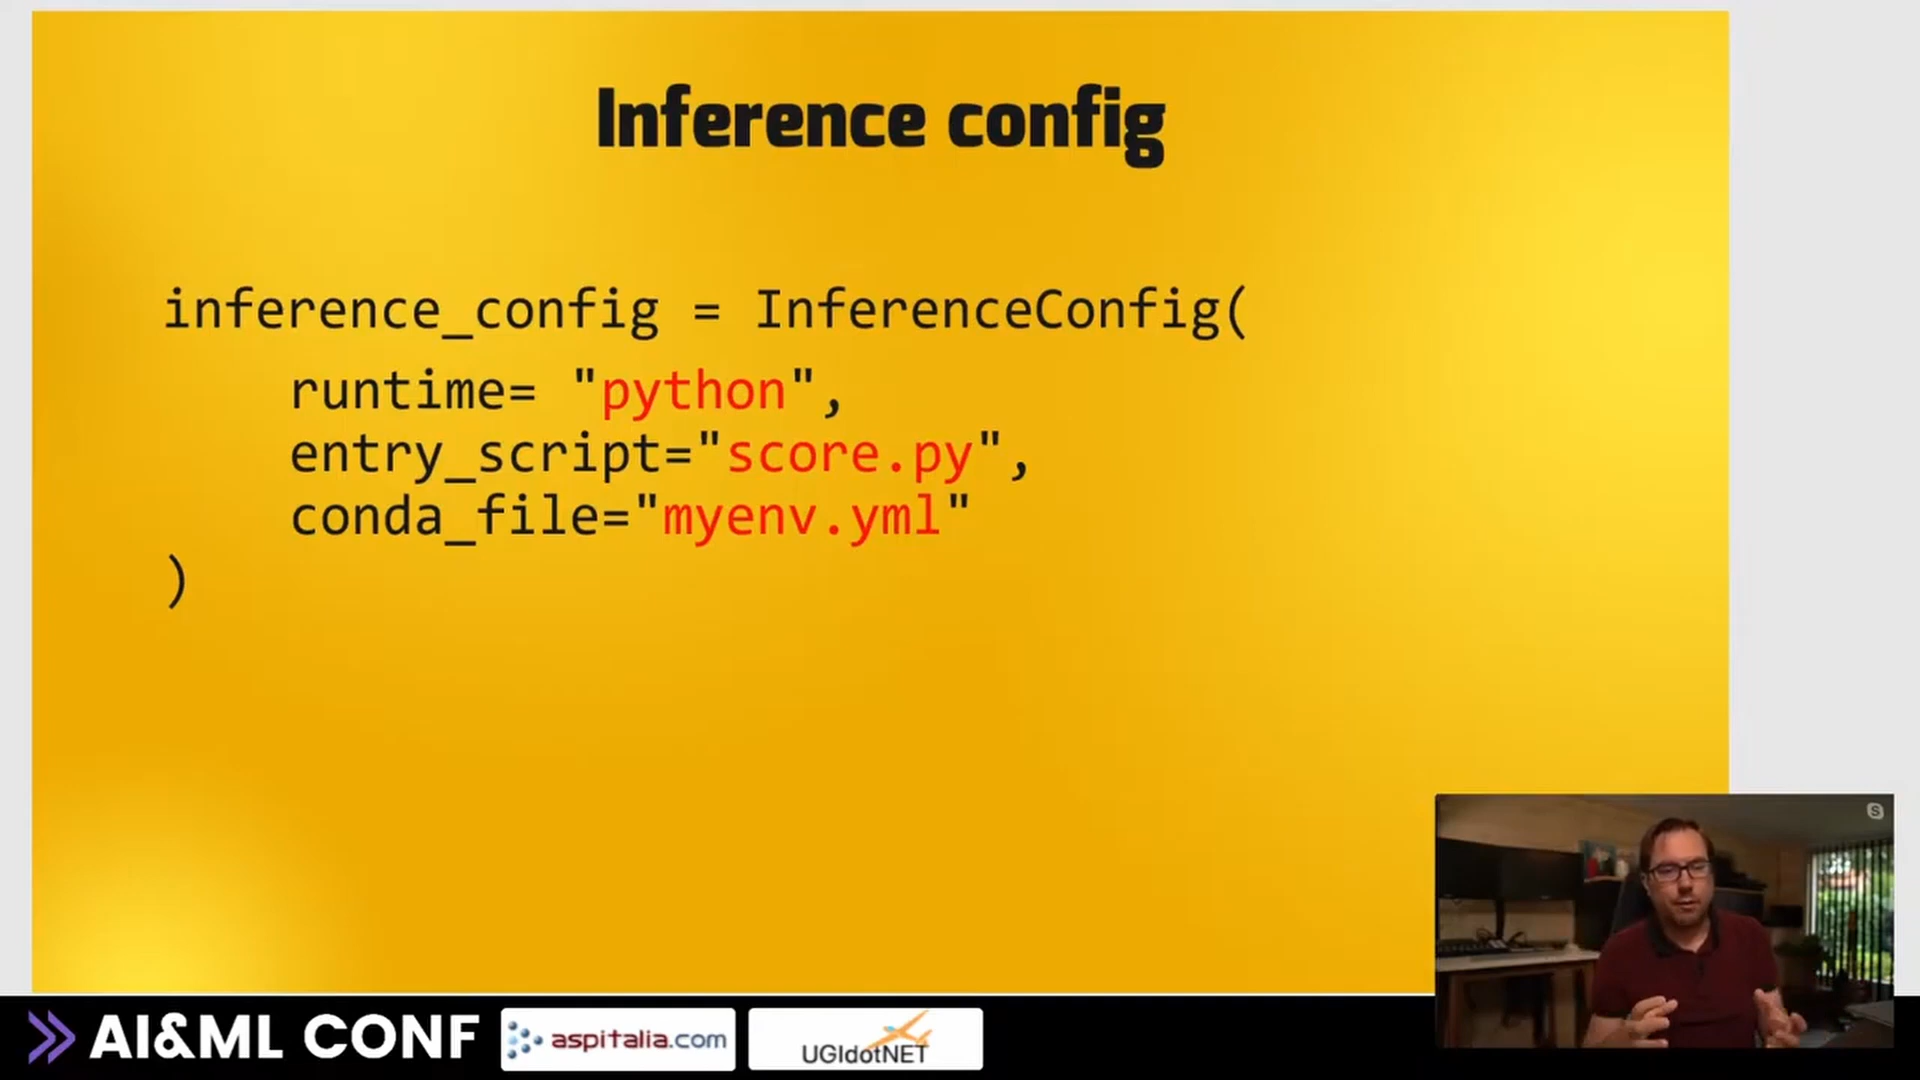 Inference config
inference_config = InferenceConfig(
runtime= "python",
entry_script="score.py",
conda_file="myenv.yml"
)
AI&ML CONF
aspitalia.com
UGIdotNET